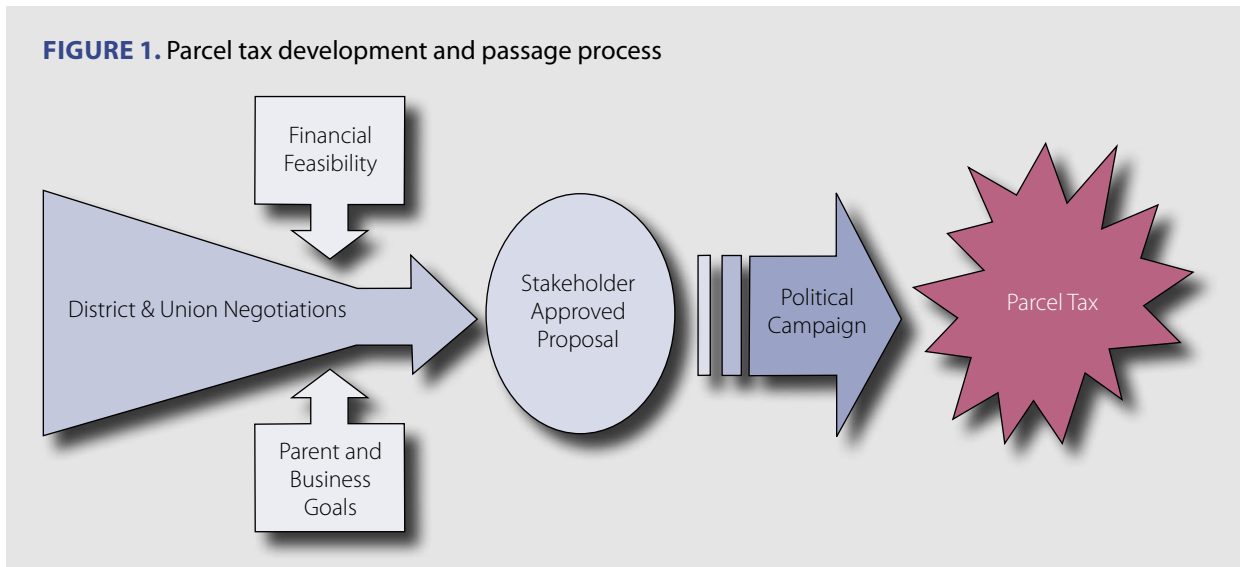 FIGURE 1. Parcel tax development and passage process
Financial
Feasibility
District & Union Negotiations
Parent and
Business
Goals
Stakeholder
Approved
Proposal
Political
Campaign
Parcel Tax